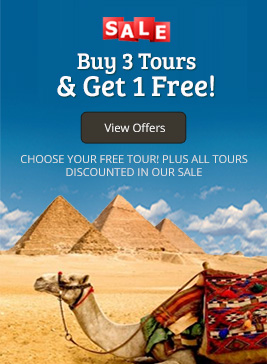 SALE
Buy 3 Tours
& Get 1 Free!
View Offers
CHOOSE YOUR FREE TOUR! PLUS ALL TOURS
DISCOUNTED IN OUR SALE